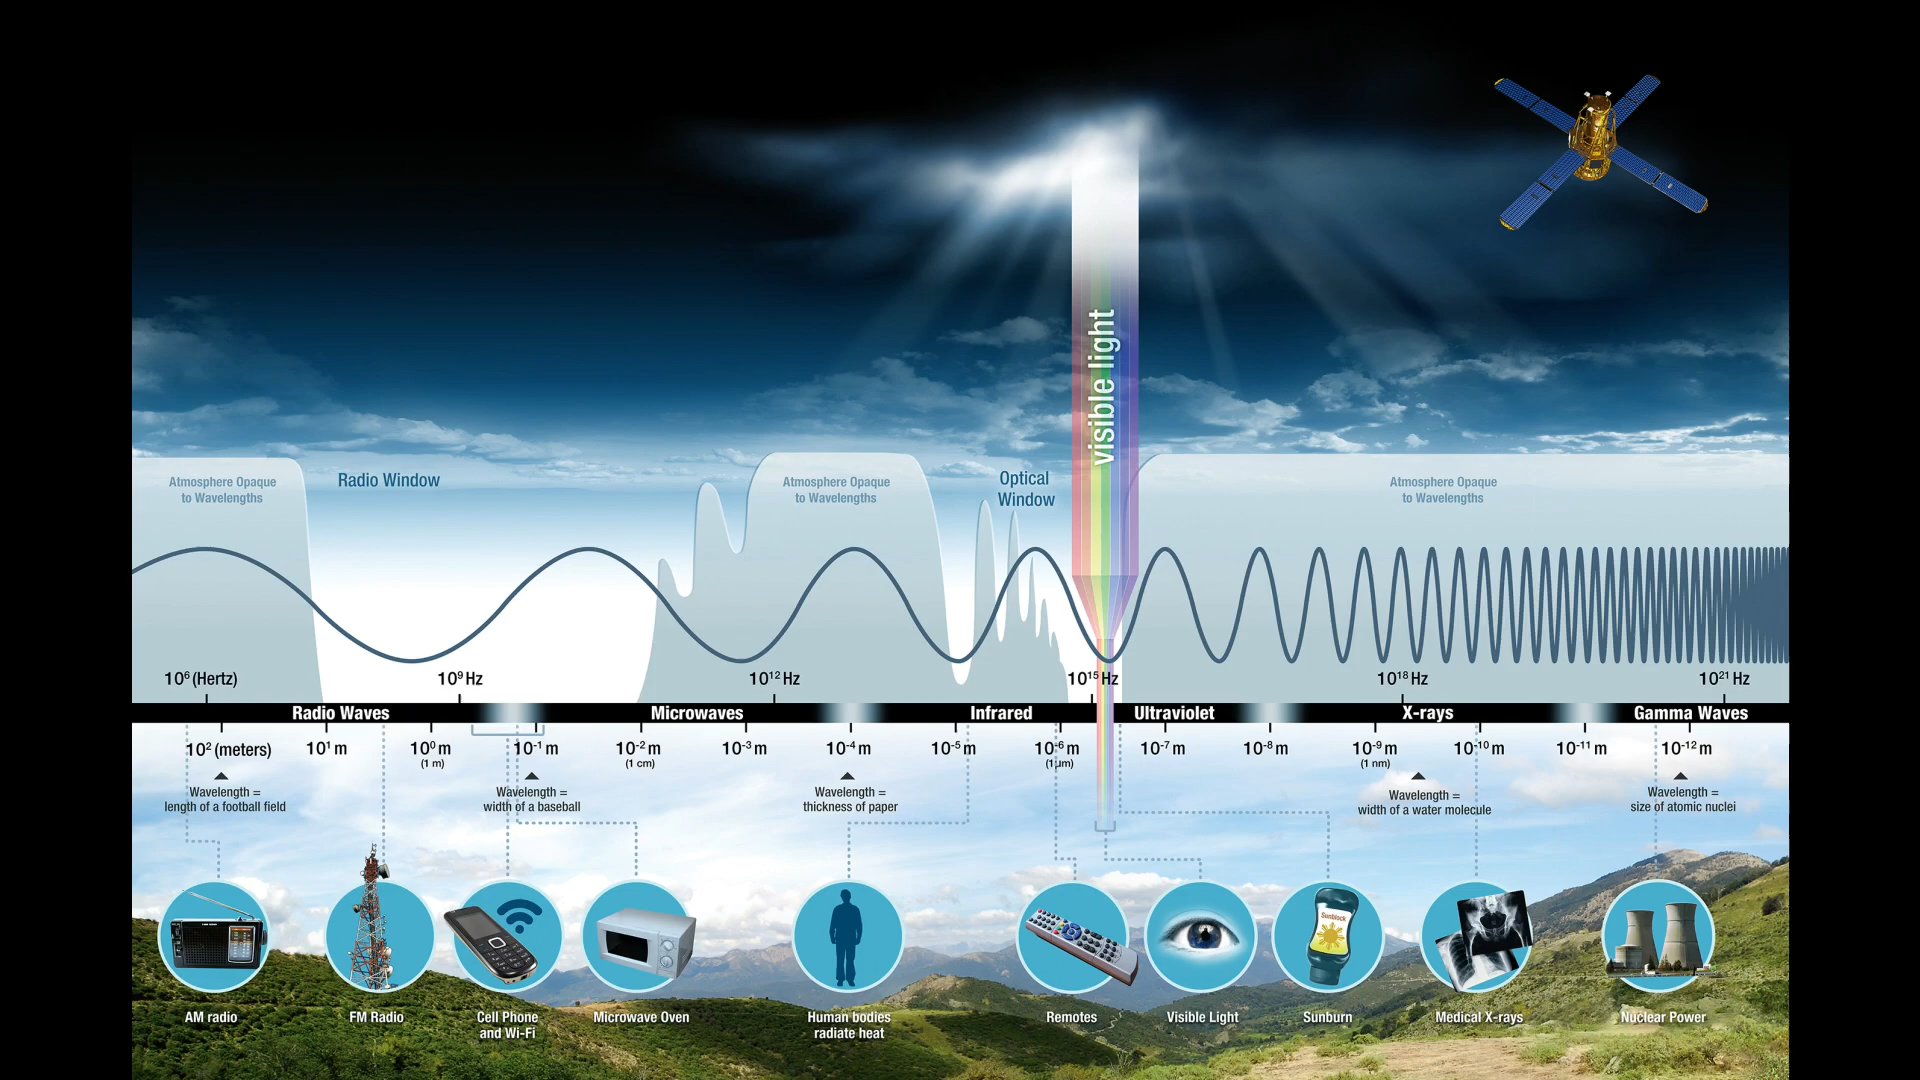 visible light
Atmosphere Opaque
to Wavelengths
Radio Window
Atmosphere Opaque
to Wavelengths
Optical
Window
Atmosphere Opaque
to Wavelengths
10⁶ (Hertz)
10⁹ Hz
10¹² Hz
10¹⁵ Hz
10¹⁸ Hz
10²¹ Hz
Radio Waves
Microwaves
Infrared
Ultraviolet
X-rays
Gamma Waves
10² (meters)
10¹ m
10⁰ m
(1 m)
10⁻¹ m
10⁻² m
(1 cm)
10⁻³ m
10⁻⁴ m
10⁻⁵ m
10⁻⁶ m
(1μm)
10⁻⁷ m
10⁻⁸ m
10⁻⁹ m
(1 nm)
10⁻¹⁰ m
10⁻¹¹ m
10⁻¹² m
Wavelength =
length of a football field
Wavelength =
width of a baseball
Wavelength =
thickness of paper
Wavelength =
width of a water molecule
Wavelength =
size of atomic nuclei
Sunblock
AM radio
FM Radio
Cell Phone
and Wi-Fi
Microwave Oven
Human bodies
radiate heat
Remotes
Visible Light
Sunburn
Medical X-rays
Nuclear Power